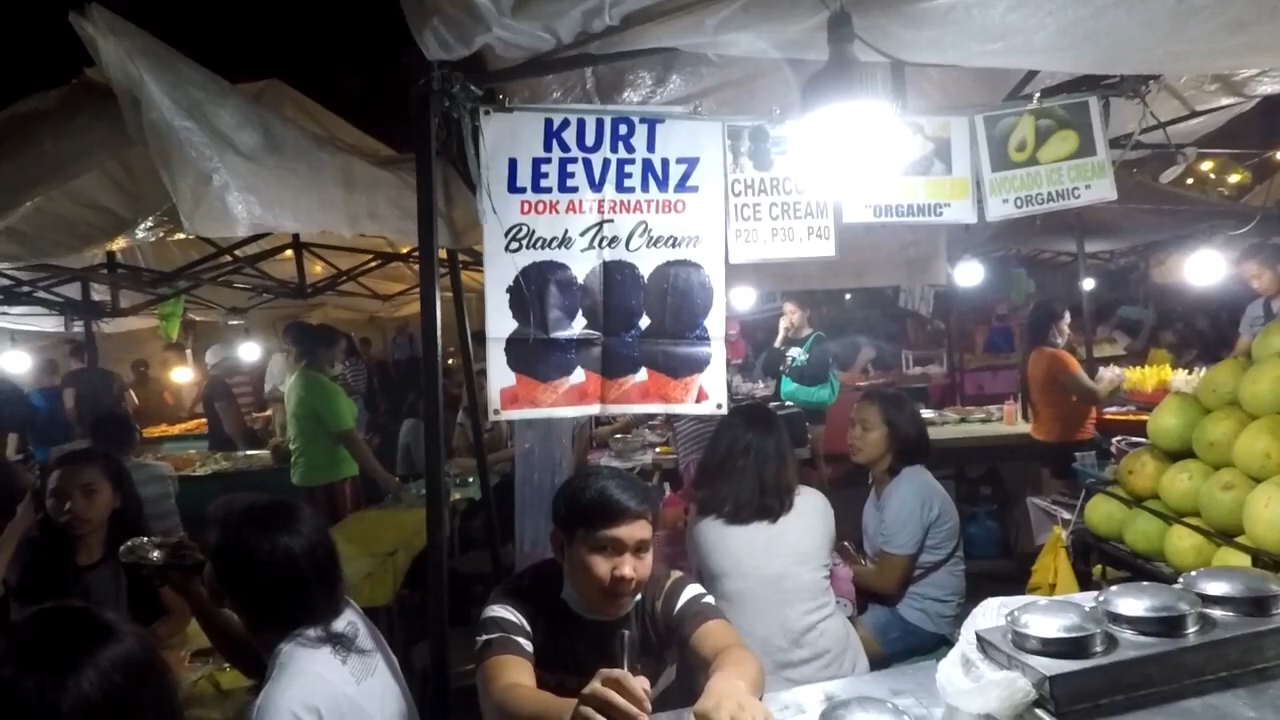 KURT
LEEVENZ
DOK ALTERNATIBO
Black Ice Cream
ICE CREAM
P20, P30, P40
"ORGANIC"
AVOCADO ICE CREAM
"ORGANIC"